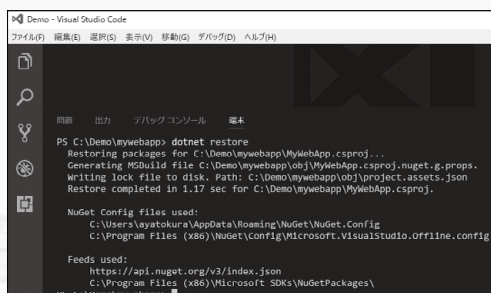 Demo - Visual Studio Code
ファイル(F) 編集(E) 選択(S) 表示(V) 移動(G) デバッグ(D) ヘルプ(H)
問題 出力 デバッグ コンソール 端末
PS C:\Demo\mywebapp> dotnet restore
Restoring packages for C:\Demo\mywebapp\MyWebApp.csproj...
Generating MSBuild file C:\Demo\mywebapp\obj\MyWebApp.csproj.nuget.g.props.
Writing lock file to disk. Path: C:\Demo\mywebapp\obj\project.assets.json
Restore completed in 1.17 sec for C:\Demo\mywebapp\MyWebApp.csproj.
NuGet Config files used:
C:\Users\ayatokura\AppData\Roaming\NuGet\NuGet.Config
C:\Program Files (x86)\NuGet\Config\Microsoft.VisualStudio.Offline.config
Feeds used:
https://api.nuget.org/v3/index.json
C:\Program Files (x86)\Microsoft SDKs\NuGetPackages\